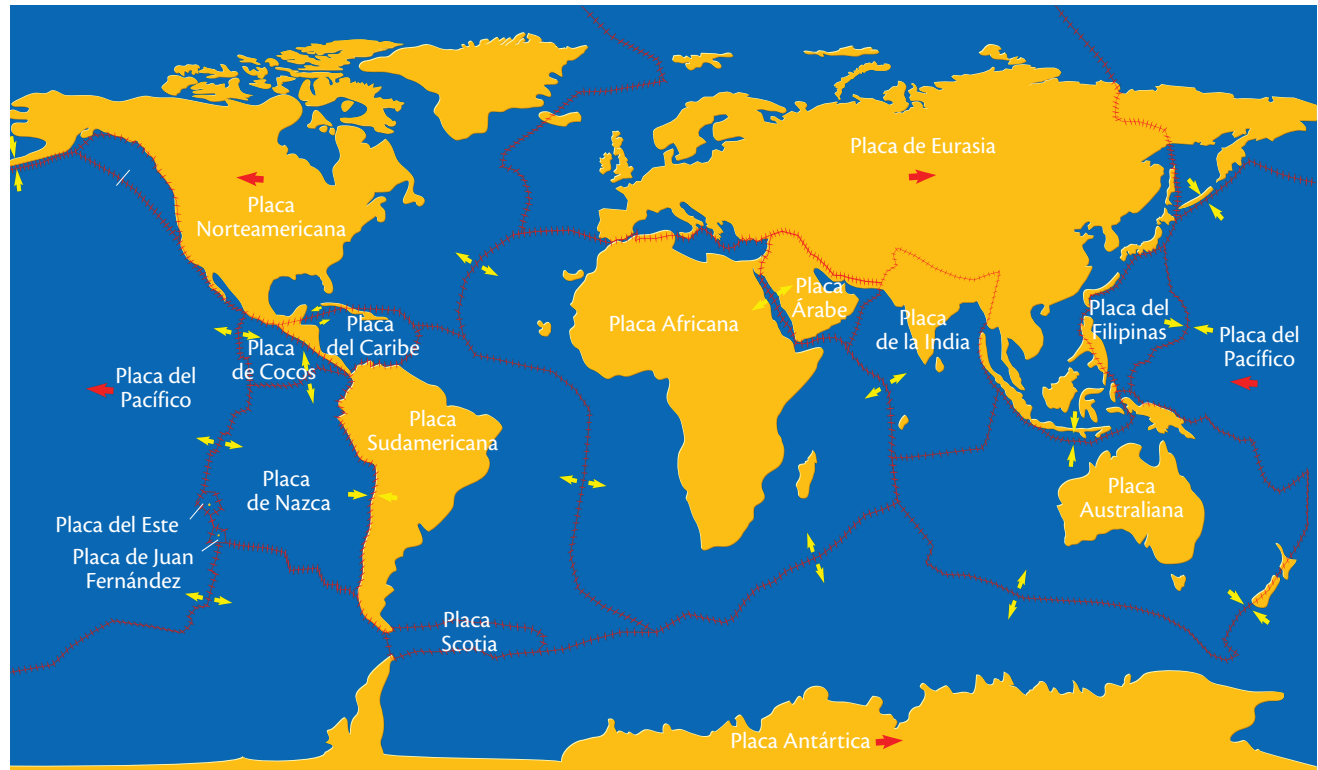 Placa de Eurasia
Placa
Norteamericana
Placa
Árabe
Placa Africana
Placa
de la India
Placa del
Filipinas
Placa del
Pacífico
Placa
del Caribe
Placa
de Cocos
Placa del
Pacífico
Placa
Sudamericana
Placa
de Nazca
Placa
Australiana
Placa del Este
Placa de Juan
Fernández
Placa
Scotia
Placa Antártica